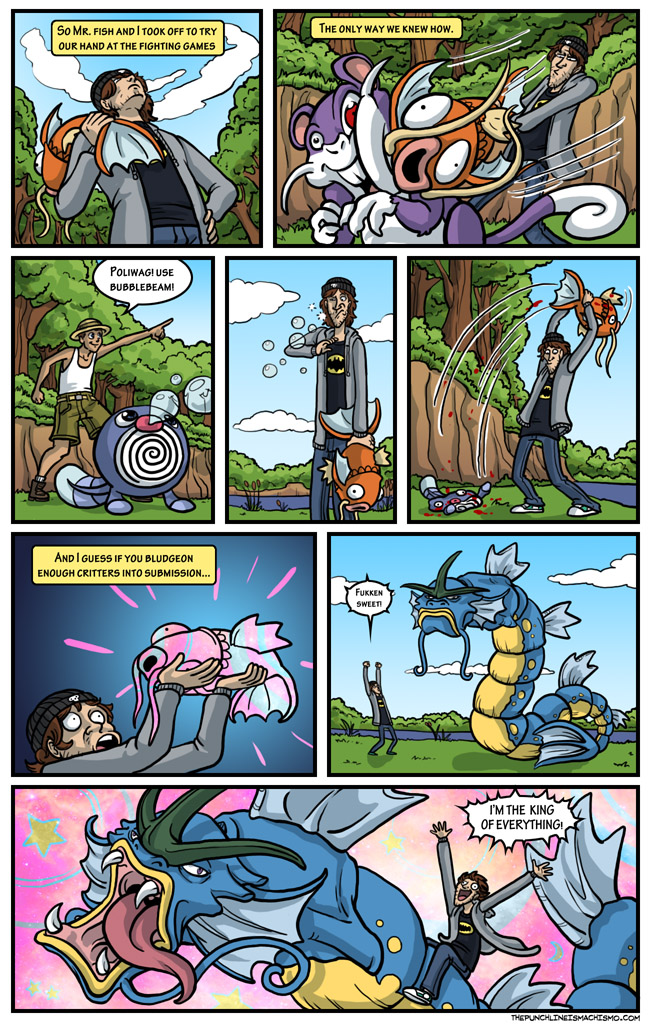 So Mr. fish and I took off to try
our hand at the fighting games
The only way we knew how.
Poliwag! use
bubblebeam!
And I guess if you bludgeon
enough critters into submission...
Fukken
sweet!
I'm the king
of everything!
thepunchlineismachismo.com